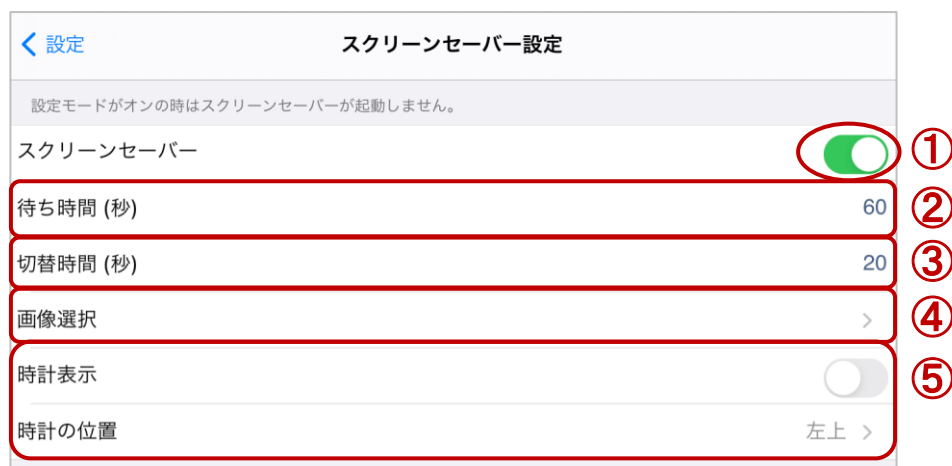 設定 スクリーンセーバー設定
設定モードがオンの時はスクリーンセーバーが起動しません。
スクリーンセーバー ①
待ち時間 (秒) 60 ②
切替時間 (秒) 20 ③
画像選択 ④
時計表示 ⑤
時計の位置 左上